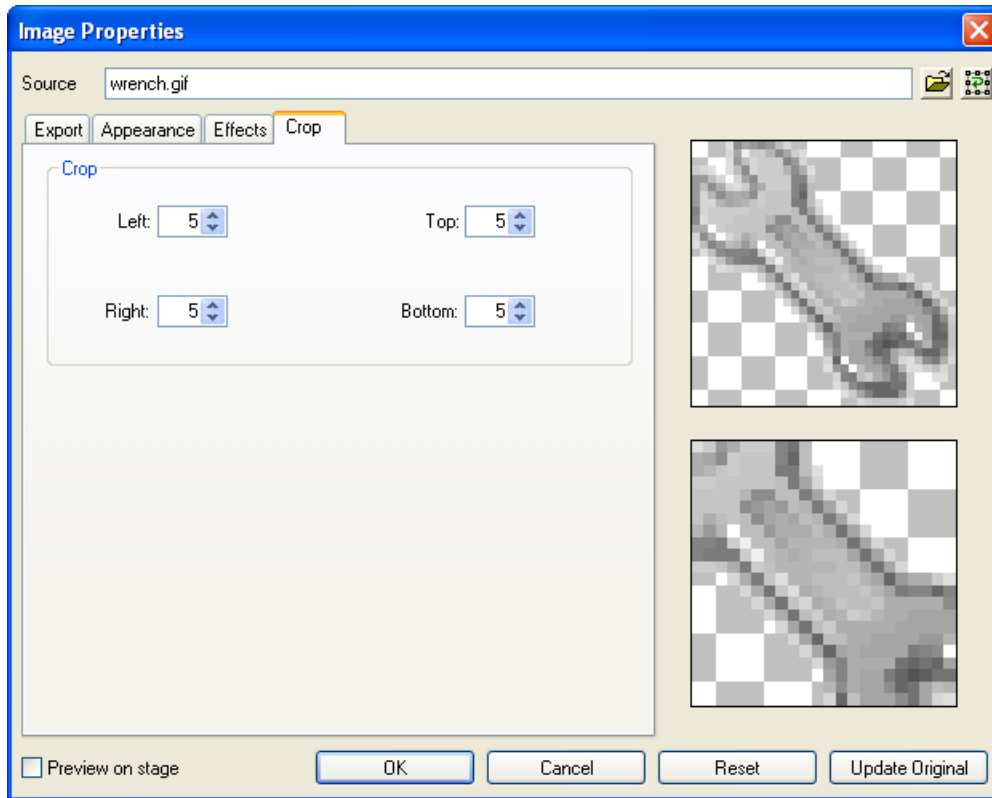 Image Properties
Source wrench.gif
Export Appearance Effects Crop
Crop
Left: 5 Top: 5
Right: 5 Bottom: 5
Preview on stage OK Cancel Reset Update Original